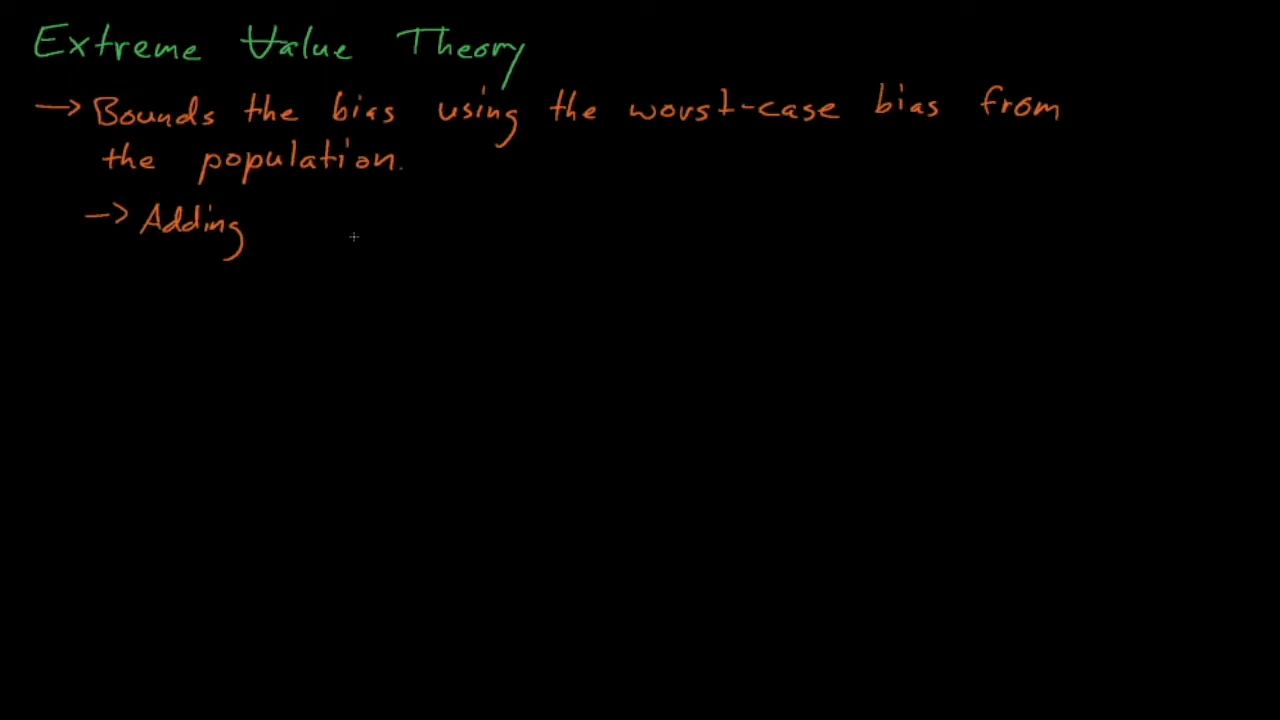 Extreme Value Theory
→ Bounds the bias using the worst-case bias from
the population.
→ Adding